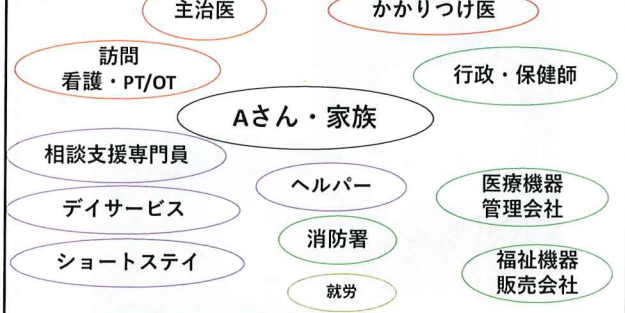 主治医
かかりつけ医
訪問
看護・PT/OT
行政・保健師
Aさん・家族
相談支援専門員
ヘルパー
医療機器
管理会社
デイサービス
消防署
ショートステイ
福祉機器
販売会社
就労